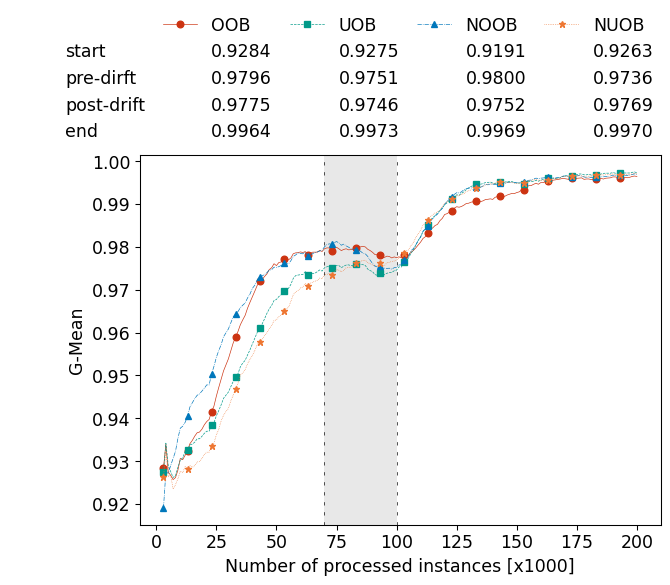 OOB UOB NOOB NUOB
start 0.9284 0.9275 0.9191 0.9263
pre-dirft 0.9796 0.9751 0.9800 0.9736
post-drift 0.9775 0.9746 0.9752 0.9769
end 0.9964 0.9973 0.9969 0.9970
1.00
0.99
0.98
0.97
0.96
0.95
0.94
0.93
0.92
G-Mean
0 25 50 75 100 125 150 175 200
Number of processed instances [x1000]